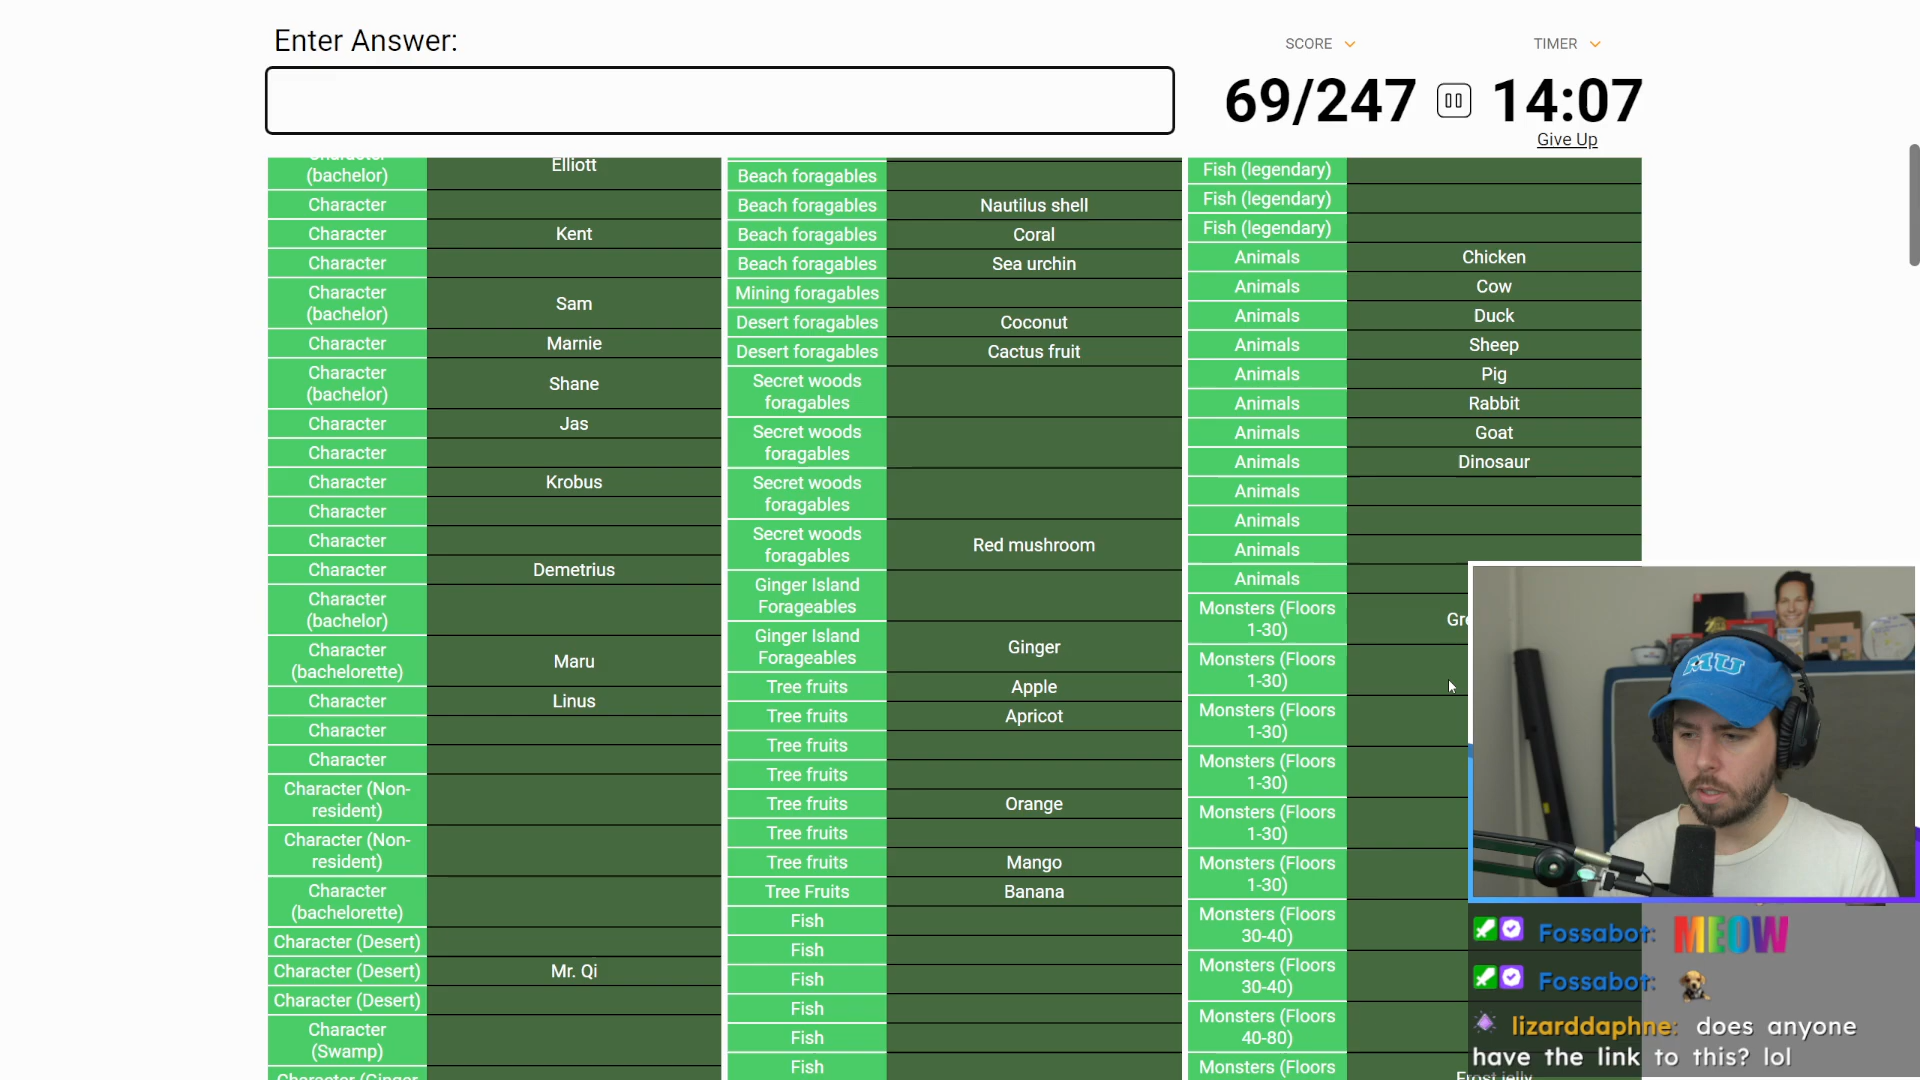 Enter Answer:
SCORE
TIMER
69/247
14:07
Give Up
(bachelor)
Elliott
Character
Character
Kent
Character
Character
(bachelor)
Sam
Character
Marnie
Character
(bachelor)
Shane
Character
Jas
Character
Character
Krobus
Character
Character
Character
Demetrius
Character
(bachelor)
Character
(bachelorette)
Maru
Character
Linus
Character
Character
Character (Non-
resident)
Character (Non-
resident)
Character
(bachelorette)
Character (Desert)
Character (Desert)
Mr. Qi
Character (Desert)
Character
(Swamp)
Character (Ginger
Beach foragables
Beach foragables
Nautilus shell
Beach foragables
Coral
Beach foragables
Sea urchin
Mining foragables
Desert foragables
Coconut
Desert foragables
Cactus fruit
Secret woods
foragables
Secret woods
foragables
Secret woods
foragables
Secret woods
foragables
Red mushroom
Ginger Island
Forageables
Ginger Island
Forageables
Ginger
Tree fruits
Apple
Tree fruits
Apricot
Tree fruits
Tree fruits
Tree fruits
Orange
Tree fruits
Tree fruits
Mango
Tree Fruits
Banana
Fish
Fish
Fish
Fish
Fish
Fish
Fish (legendary)
Fish (legendary)
Fish (legendary)
Animals
Chicken
Animals
Cow
Animals
Duck
Animals
Sheep
Animals
Pig
Animals
Rabbit
Animals
Goat
Animals
Dinosaur
Animals
Animals
Animals
Animals
Monsters (Floors
1-30)
Gre
Monsters (Floors
1-30)
Monsters (Floors
1-30)
Monsters (Floors
1-30)
Monsters (Floors
1-30)
Monsters (Floors
1-30)
Monsters (Floors
30-40)
Monsters (Floors
30-40)
Monsters (Floors
40-80)
Monsters (Floors
Frost jelly
MU
Fossabot: MEOW
Fossabot:
lizarddaphne: does anyone
have the link to this? lol